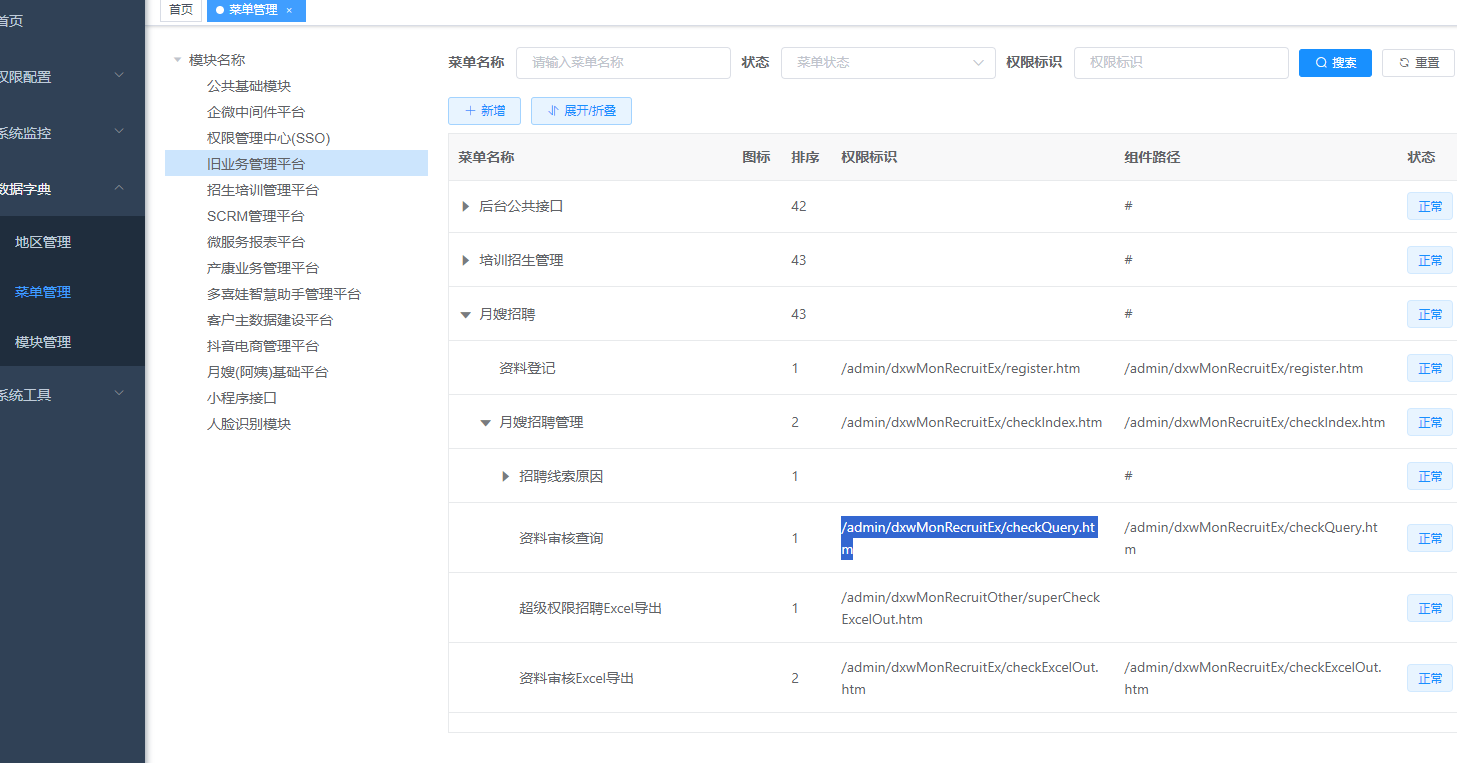 首页
权限配置
系统监控
数据字典
地区管理
菜单管理
模块管理
系统工具
首页
菜单管理 ×
模块名称
公共基础模块
企微中间件平台
权限管理中心(SSO)
旧业务管理平台
招生培训管理平台
SCRM管理平台
微服务报表平台
产康业务管理平台
多喜娃智慧助手管理平台
客户主数据建设平台
抖音电商管理平台
月嫂(阿姨)基础平台
小程序接口
人脸识别模块
菜单名称 请输入菜单名称 状态 菜单状态 权限标识 权限标识 搜索 重置
新增 展开/折叠
菜单名称 图标 排序 权限标识 组件路径 状态
后台公共接口 42 # 正常
培训招生管理 43 # 正常
月嫂招聘 43 # 正常
资料登记 1 /admin/dxwMonRecruitEx/register.htm /admin/dxwMonRecruitEx/register.htm 正常
月嫂招聘管理 2 /admin/dxwMonRecruitEx/checkIndex.htm /admin/dxwMonRecruitEx/checkIndex.htm 正常
招聘线索原因 1 # 正常
资料审核查询 1 /admin/dxwMonRecruitEx/checkQuery.ht /admin/dxwMonRecruitEx/checkQuery.ht 正常
m m
超级权限招聘Excel导出 1 /admin/dxwMonRecruitOther/superCheck 正常
ExcelOut.htm
资料审核Excel导出 2 /admin/dxwMonRecruitEx/checkExcelOut. /admin/dxwMonRecruitEx/checkExcelOut. 正常
htm htm